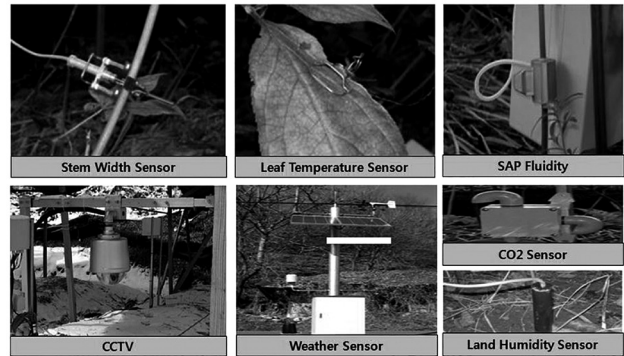 Stem Width Sensor
Leaf Temperature Sensor
SAP Fluidity
CCTV
Weather Sensor
CO2 Sensor
Land Humidity Sensor